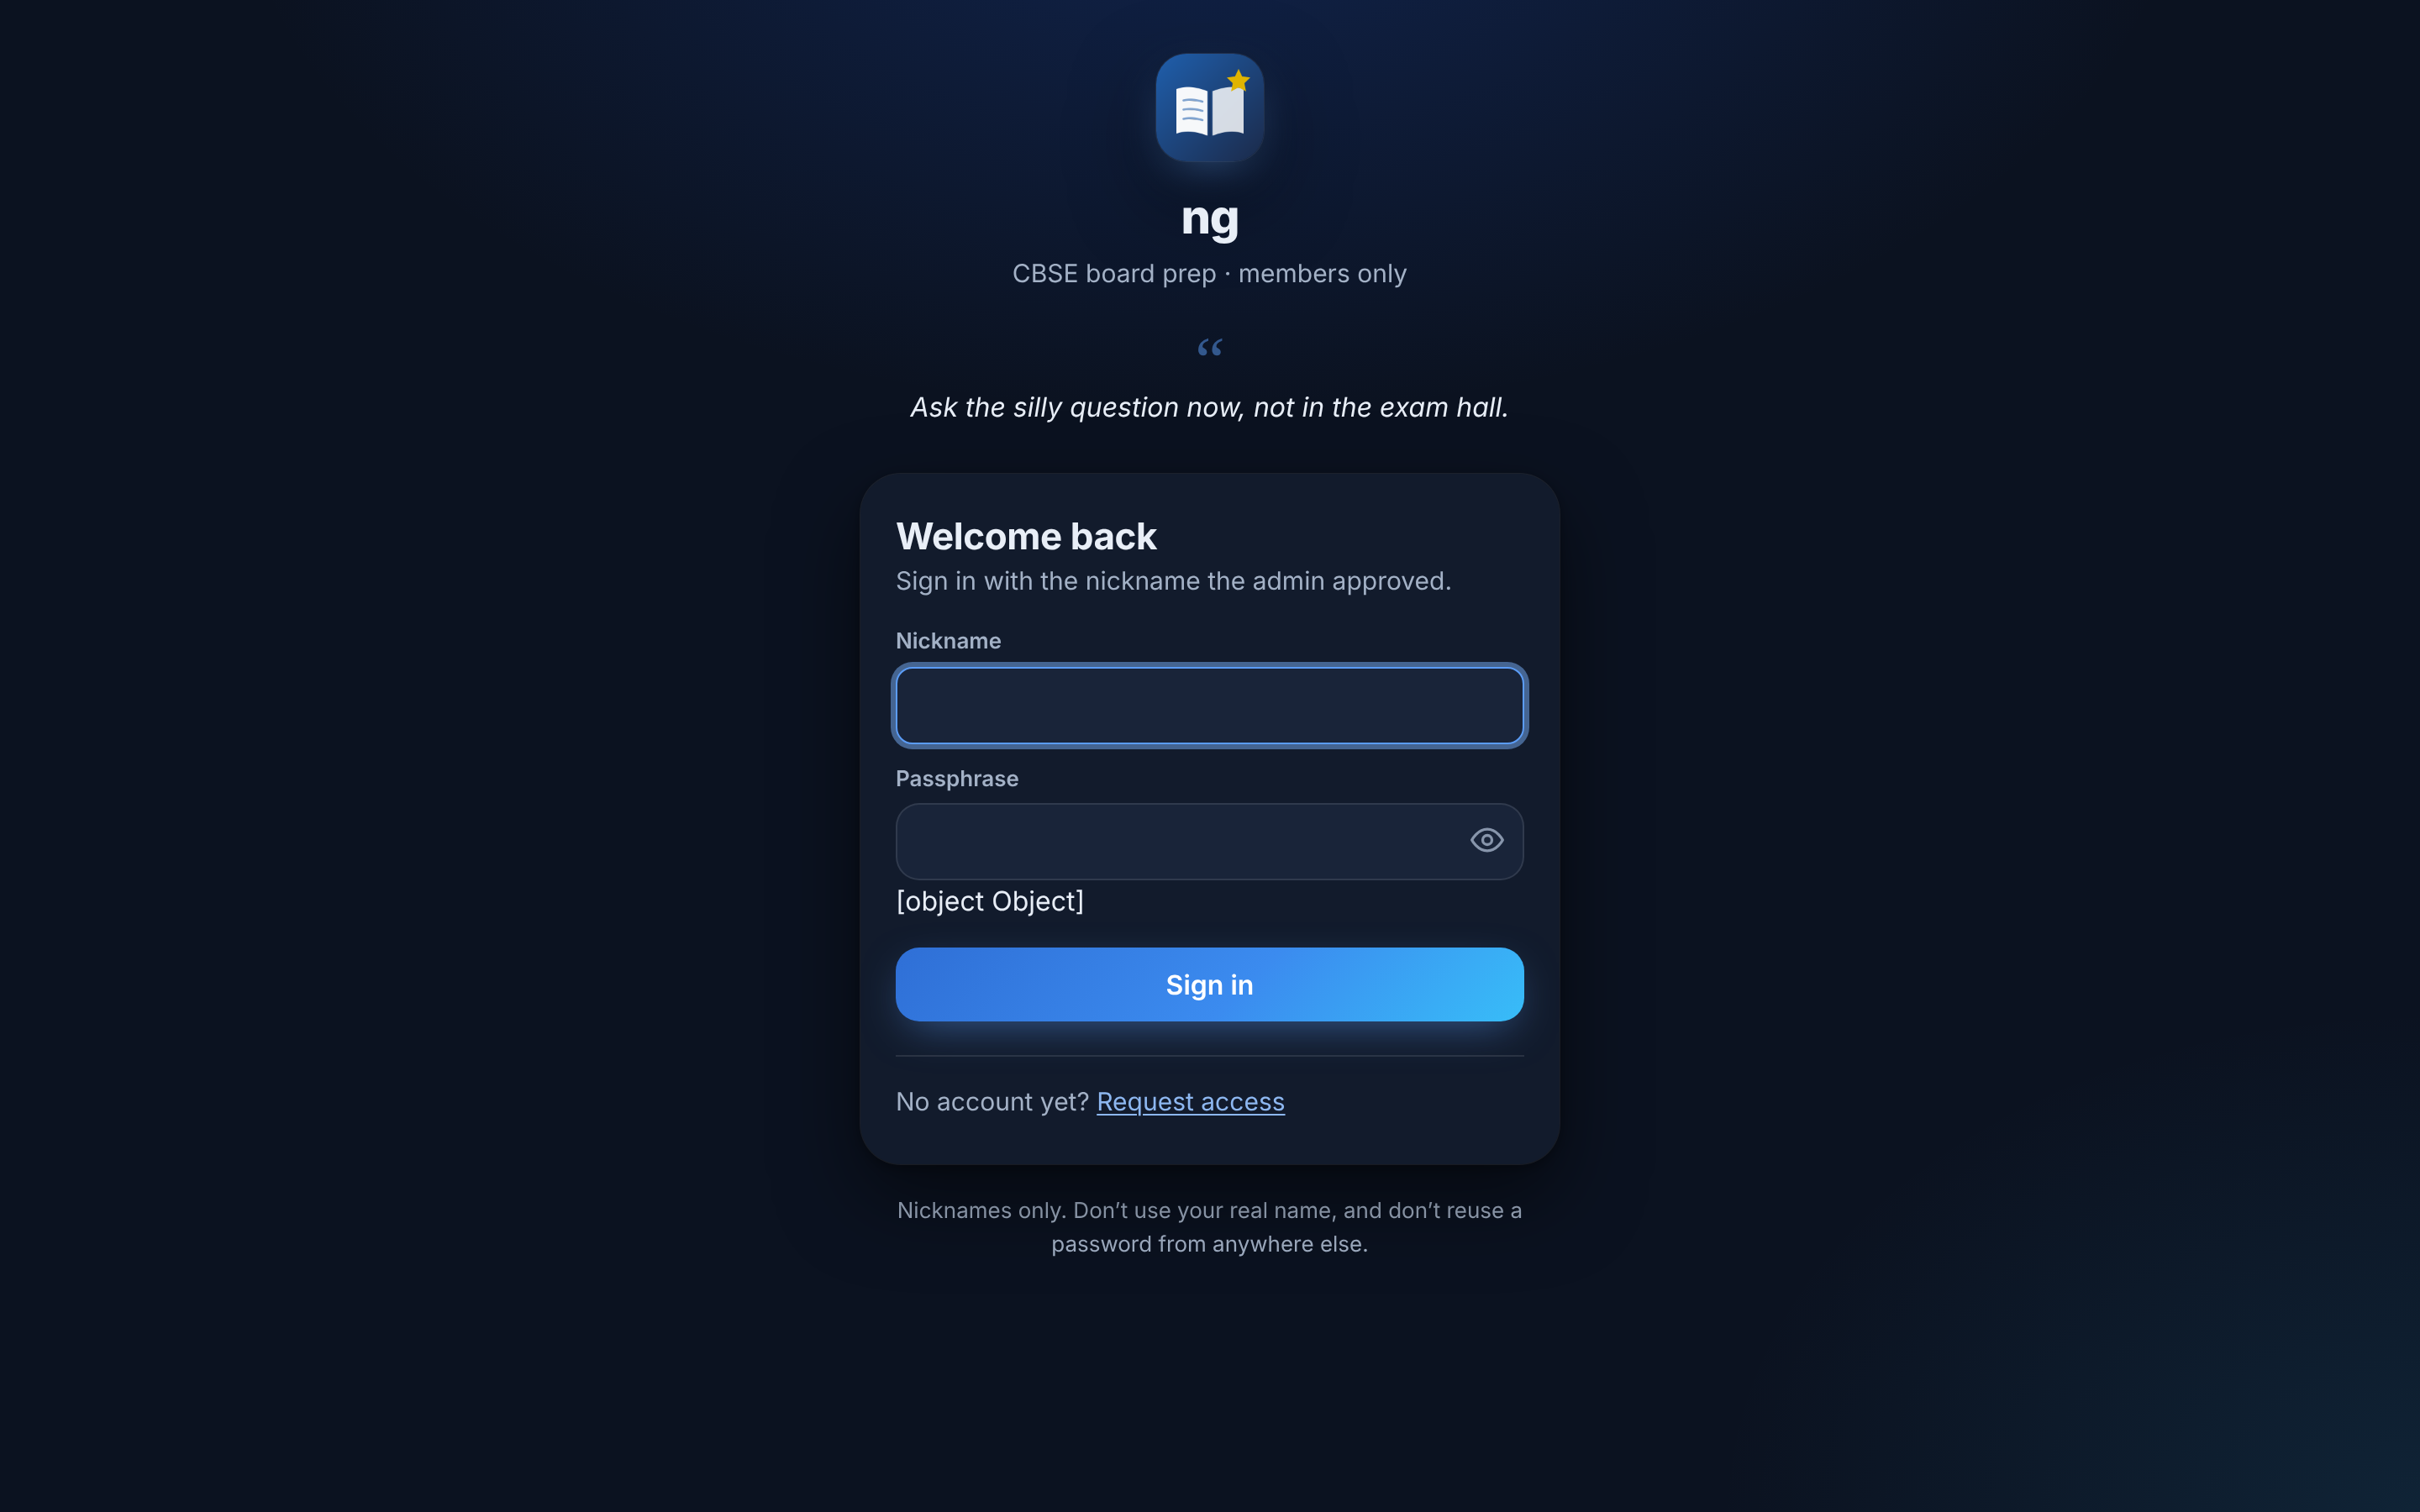 ng
CBSE board prep · members only
“
Ask the silly question now, not in the exam hall.
Welcome back
Sign in with the nickname the admin approved.
Nickname
Passphrase
[object Object]
Sign in
No account yet? Request access
Nicknames only. Don’t use your real name, and don’t reuse a
password from anywhere else.